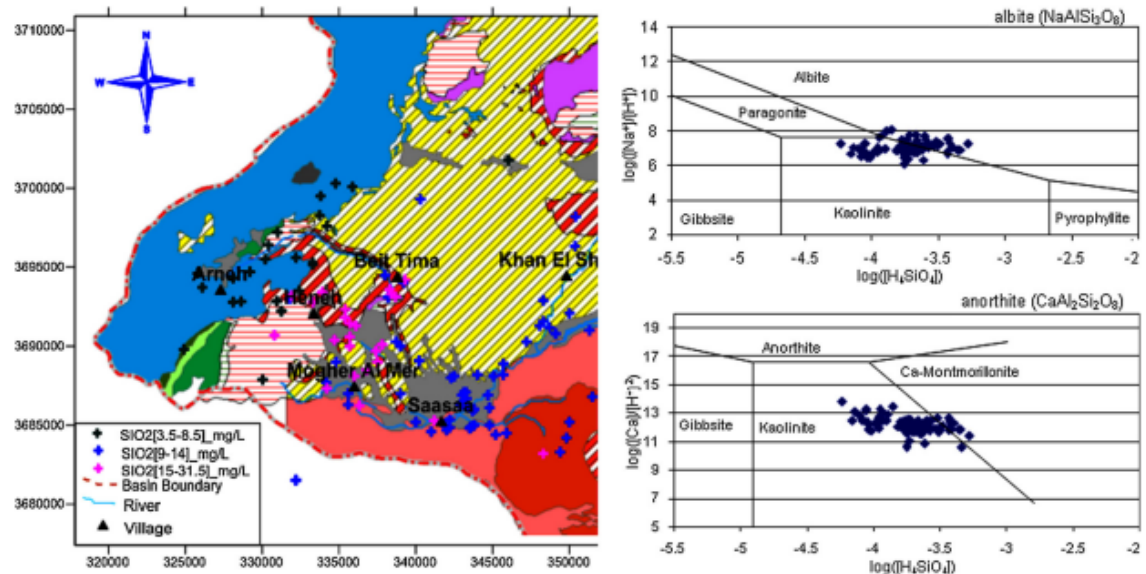 3710000
3705000
3700000
3695000
3690000
3685000
3680000
320000 325000 330000 335000 340000 345000 350000
N
W E
S
Arneh
Beit Tima
Khan El Sh
Heneh
Mogher Al Mer
Saasaa
SIO2[3.5-8.5]_mg/L
SIO2[9-14]_mg/L
SIO2[15-31.5]_mg/L
Basin Boundary
River
Village
albite (NaAlSi₃O₈)
log([Na⁺]/[H⁺])
14
12
10
8
6
4
2
Albite
Paragonite
Gibbsite
Kaolinite
Pyrophyllite
-5.5 -5 -4.5 -4 -3.5 -3 -2.5 -2
log([H₄SiO₄])
anorthite (CaAl₂Si₂O₈)
log([Ca]/[H⁺]²)
19
17
15
13
11
9
7
5
Anorthite
Ca-Montmorillonite
Gibbsite
Kaolinite
-5.5 -5 -4.5 -4 -3.5 -3 -2.5 -2
log([H₄SiO₄])